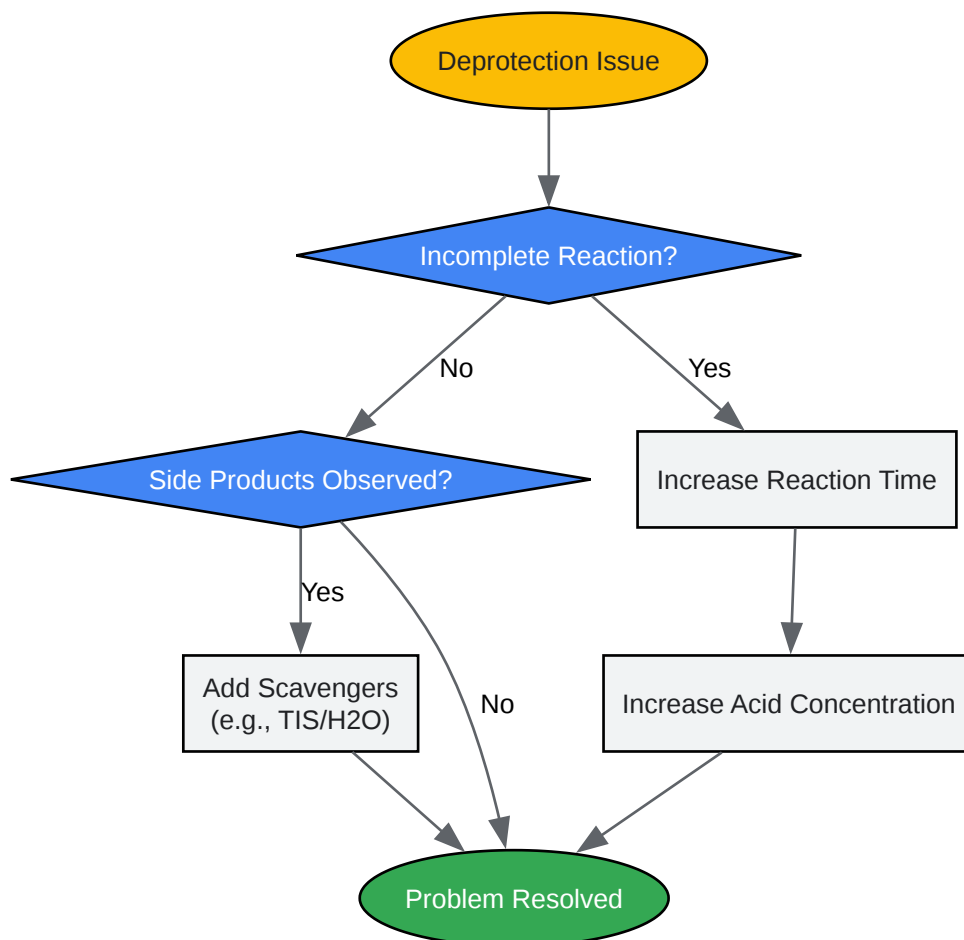 Deprotection Issue
Incomplete Reaction?
No
Yes
Side Products Observed?
Increase Reaction Time
Yes
Add Scavengers
(e.g., TIS/H2O)
No
Increase Acid Concentration
Problem Resolved